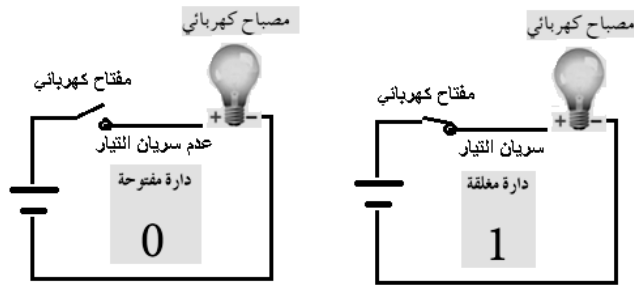 مصباح كهربائي
مفتاح كهربائي
+ −
عدم سريان التيار
دارة مفتوحة
0
مصباح كهربائي
مفتاح كهربائي
+ −
سريان التيار
دارة مغلقة
1